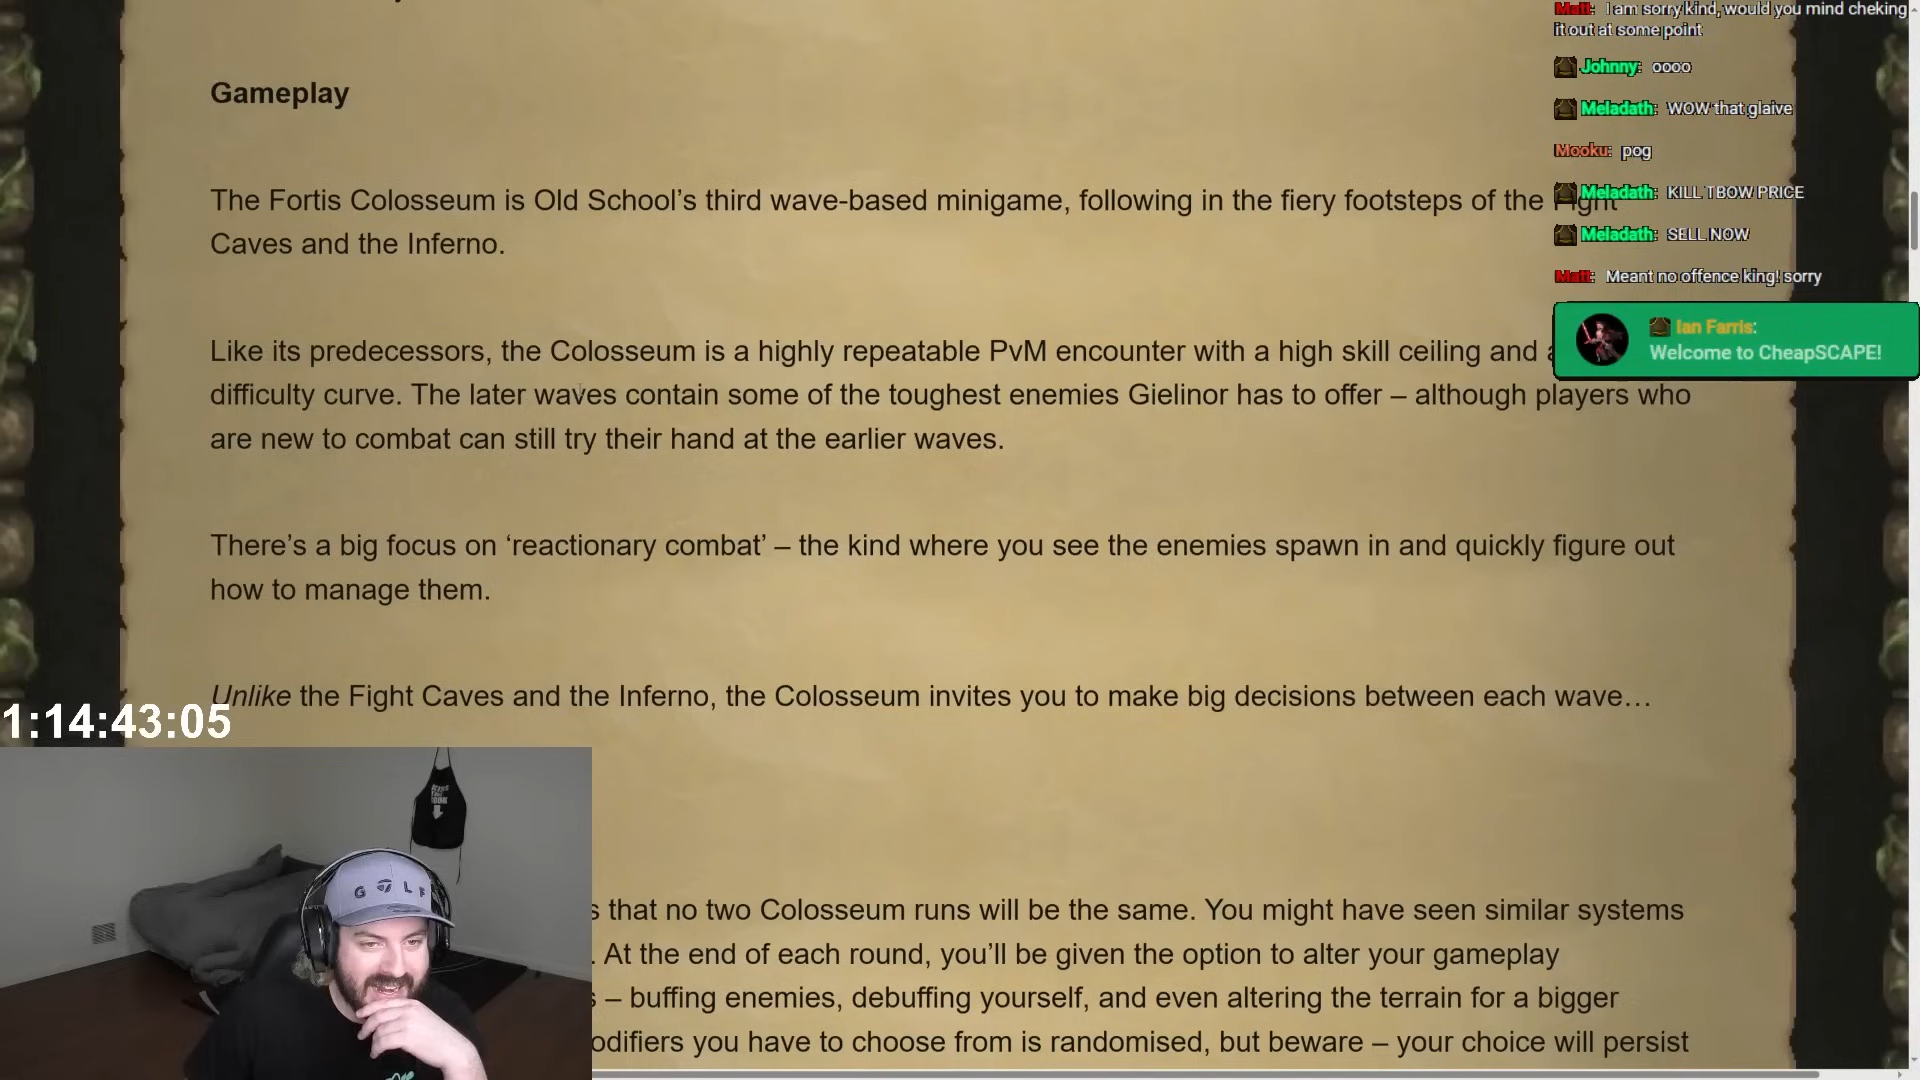 Gameplay
The Fortis Colosseum is Old School’s third wave-based minigame, following in the fiery footsteps of the Fight
Caves and the Inferno.
Like its predecessors, the Colosseum is a highly repeatable PvM encounter with a high skill ceiling and
difficulty curve. The later waves contain some of the toughest enemies Gielinor has to offer – although players who
are new to combat can still try their hand at the earlier waves.
There’s a big focus on ‘reactionary combat’ – the kind where you see the enemies spawn in and quickly figure out
how to manage them.
Unlike the Fight Caves and the Inferno, the Colosseum invites you to make big decisions between each wave…
s that no two Colosseum runs will be the same. You might have seen similar systems
. At the end of each round, you’ll be given the option to alter your gameplay
s – buffing enemies, debuffing yourself, and even altering the terrain for a bigger
odifiers you have to choose from is randomised, but beware – your choice will persist
Matt: I am sorry kind, would you mind cheking
it out at some point
Johnny: oooo
Meladath: WOW that glaive
Mooku: pog
Meladath: KILL TBOW PRICE
Meladath: SELL NOW
Matt: Meant no offence king! sorry
Ian Farris:
Welcome to CheapSCAPE!
1:14:43:05
KISS
THE
COOK
GOLF